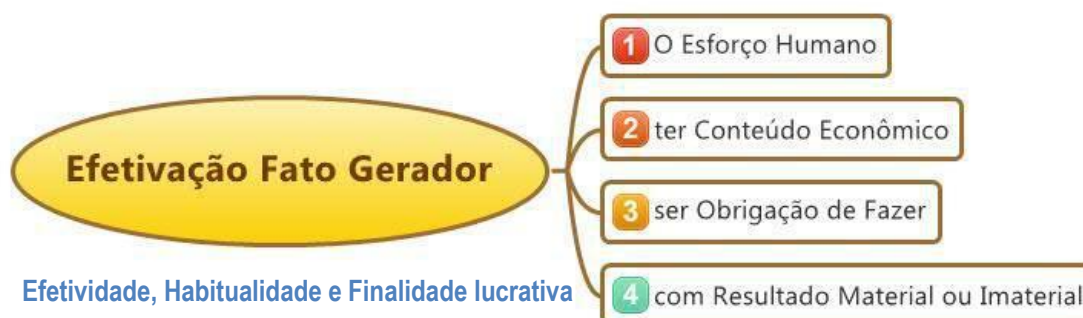 Efetivação Fato Gerador
1 O Esforço Humano
2 ter Conteúdo Econômico
3 ser Obrigação de Fazer
4 com Resultado Material ou Imaterial
Efetividade, Habitualidade e Finalidade lucrativa